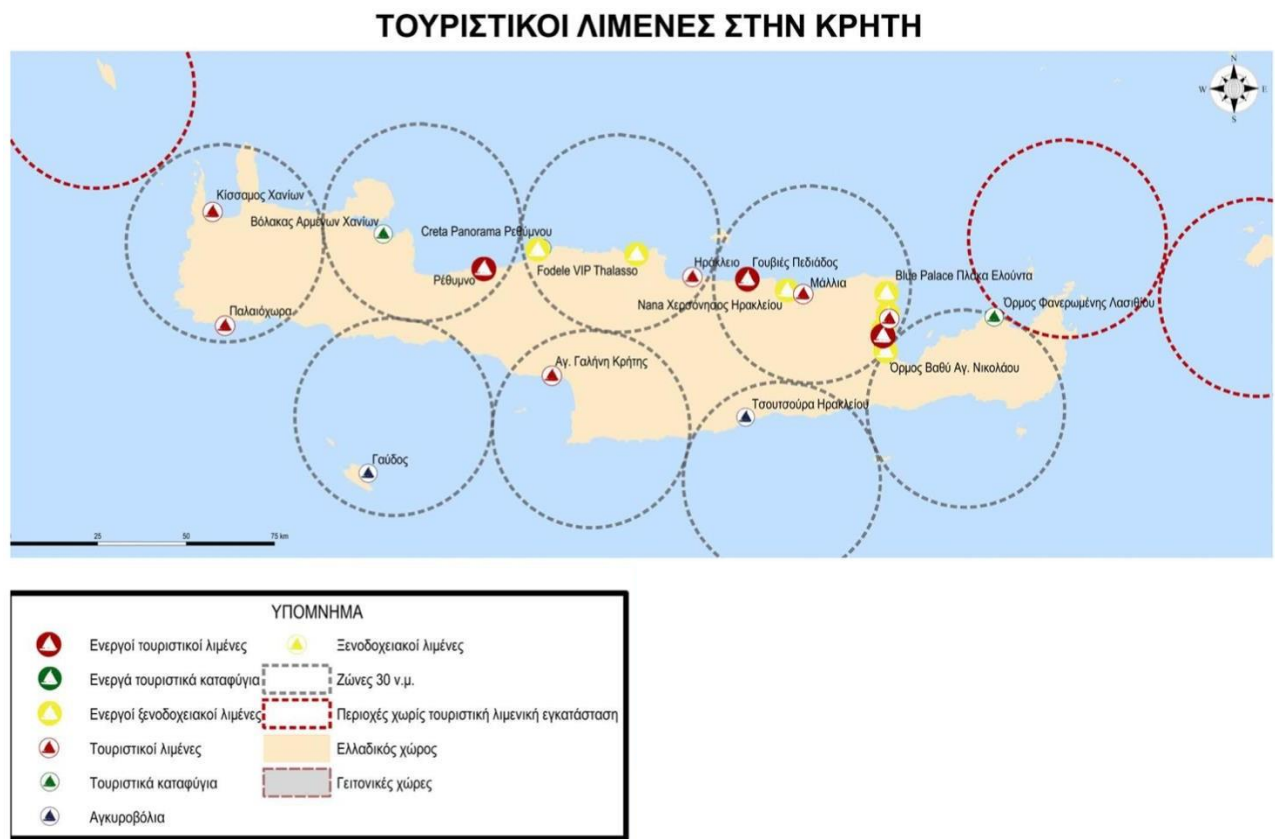 ΤΟΥΡΙΣΤΙΚΟΙ ΛΙΜΕΝΕΣ ΣΤΗΝ ΚΡΗΤΗ
N
W E
S
Κίσσαμος Χανίων
Βόλακας Αρμένων Χανίων
Creta Panorama Ρεθύμνου
Ρέθυμνο
Fodele VIP Thalasso
Ηράκλειο
Γουβιές Πεδιάδος
Μάλλια
Nana Χερσόνησος Ηρακλείου
Blue Palace Πλάκα Ελούντα
Όρμος Φανερωμένης Λασιθίου
Παλαιόχωρα
Αγ. Γαλήνη Κρήτης
Όρμος Βαθύ Αγ. Νικολάου
Τσουτσούρα Ηρακλείου
Γαύδος
25 50 75 km
ΥΠΟΜΝΗΜΑ
Ενεργοί τουριστικοί λιμένες
Ξενοδοχειακοί λιμένες
Ενεργά τουριστικά καταφύγια
Ζώνες 30 ν.μ.
Ενεργοί ξενοδοχειακοί λιμένες
Περιοχές χωρίς τουριστική λιμενική εγκατάσταση
Τουριστικοί λιμένες
Ελλαδικός χώρος
Τουριστικά καταφύγια
Γειτονικές χώρες
Αγκυροβόλια